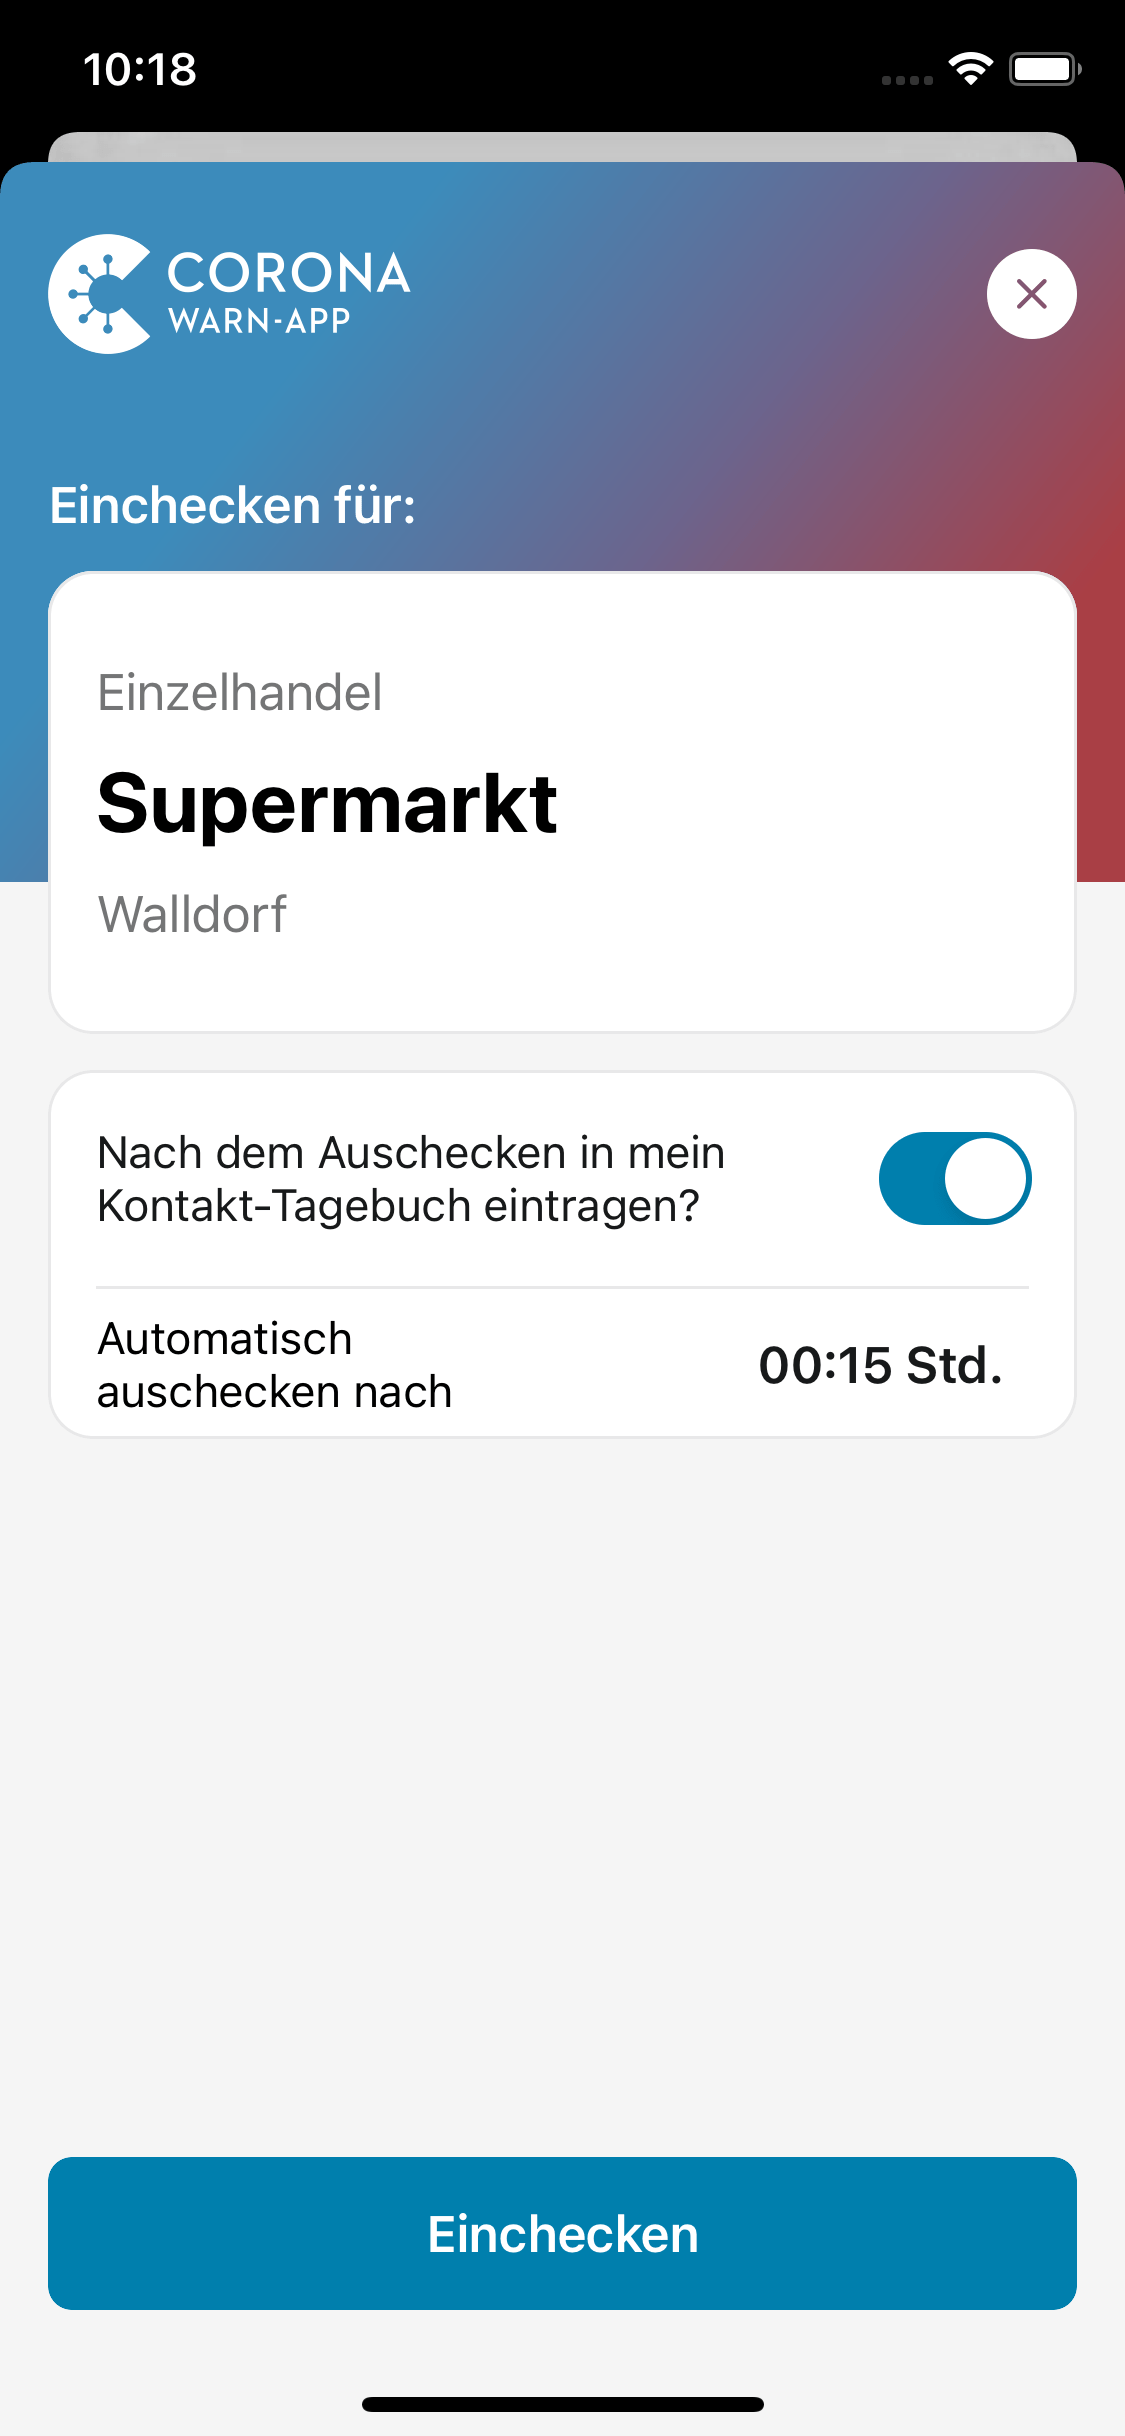 10:18
CORONA
WARN-APP
Einchecken für:
Einzelhandel
Supermarkt
Walldorf
Nach dem Auschecken in mein
Kontakt-Tagebuch eintragen?
Automatisch
auschecken nach
00:15 Std.
Einchecken